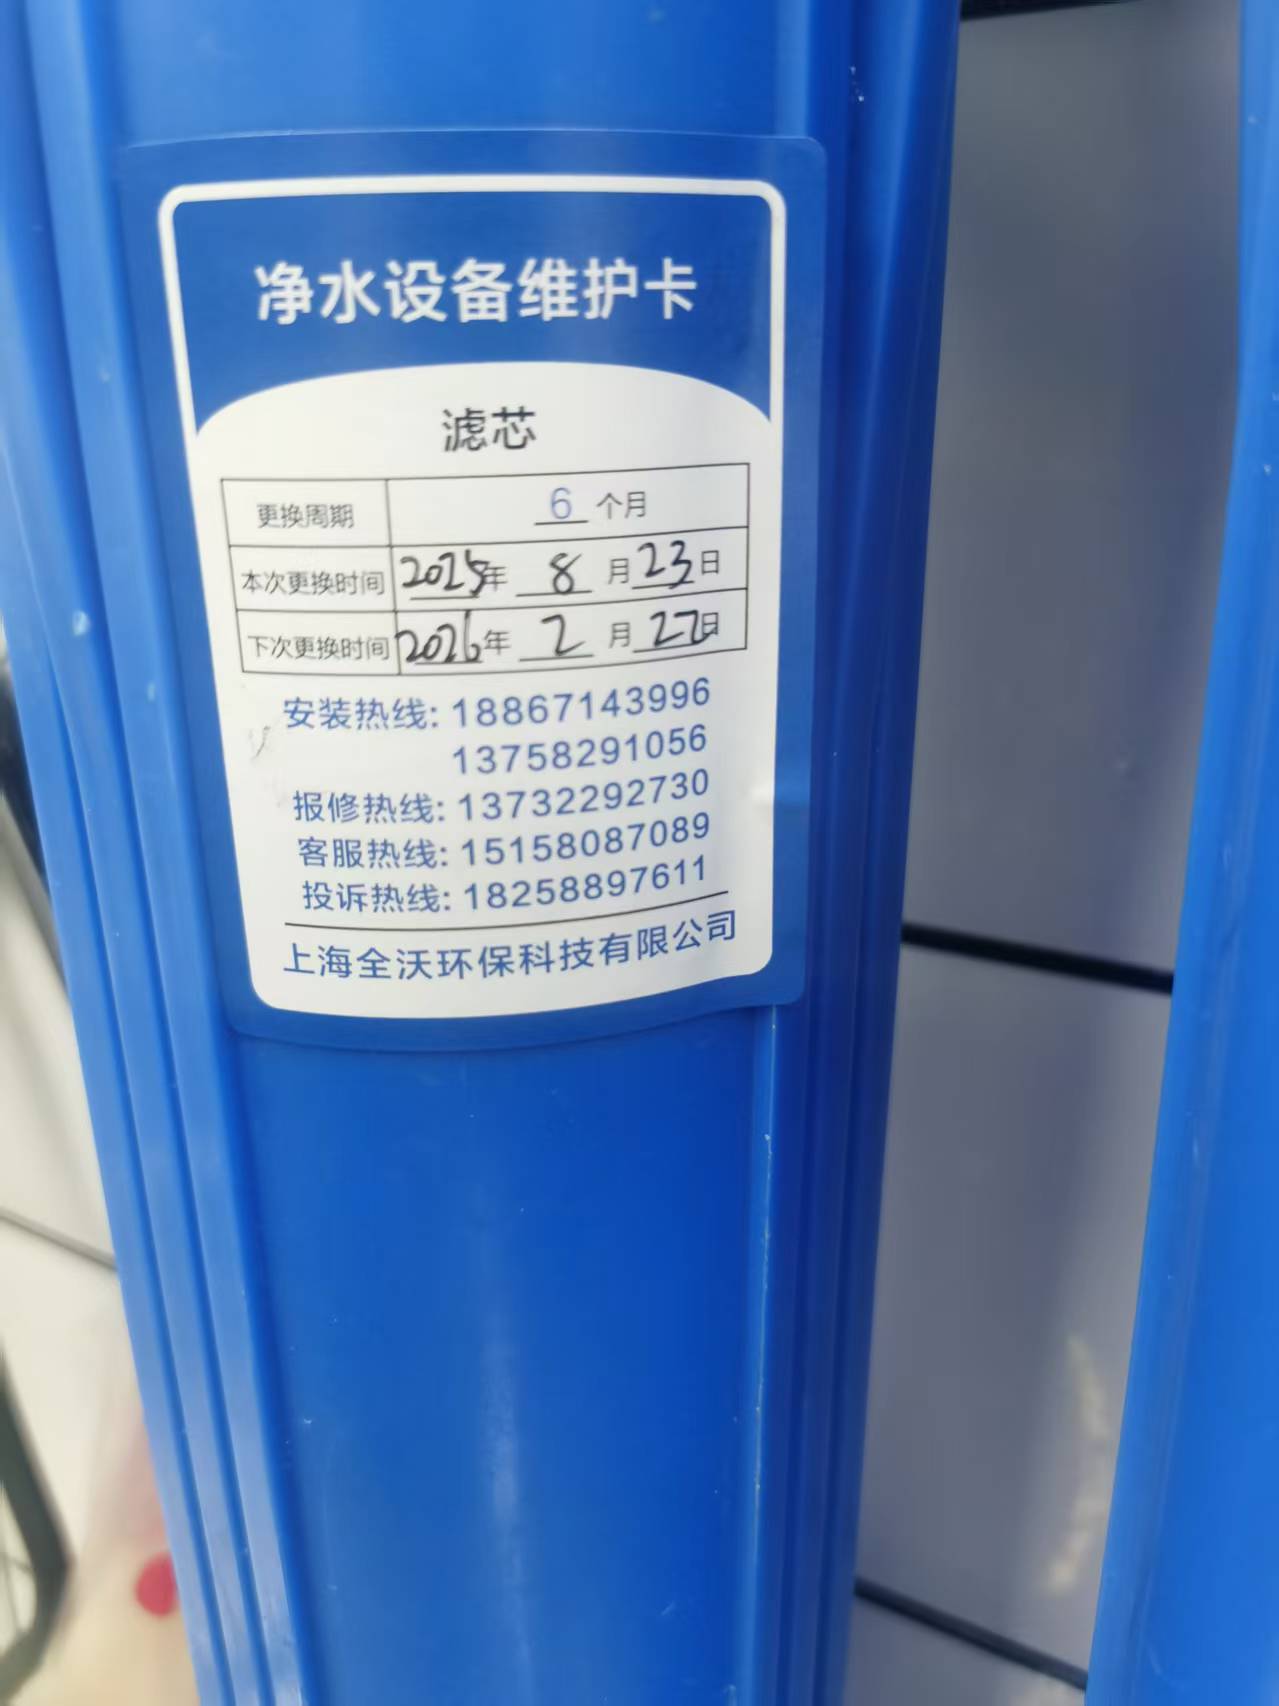 净水设备维护卡
滤芯
更换周期 6 个月
本次更换时间 2025年 8 月 23 日
下次更换时间 2026年 2 月 22日
安装热线: 18867143996
13758291056
报修热线: 13732292730
客服热线: 15158087089
投诉热线: 18258897611
上海全沃环保科技有限公司